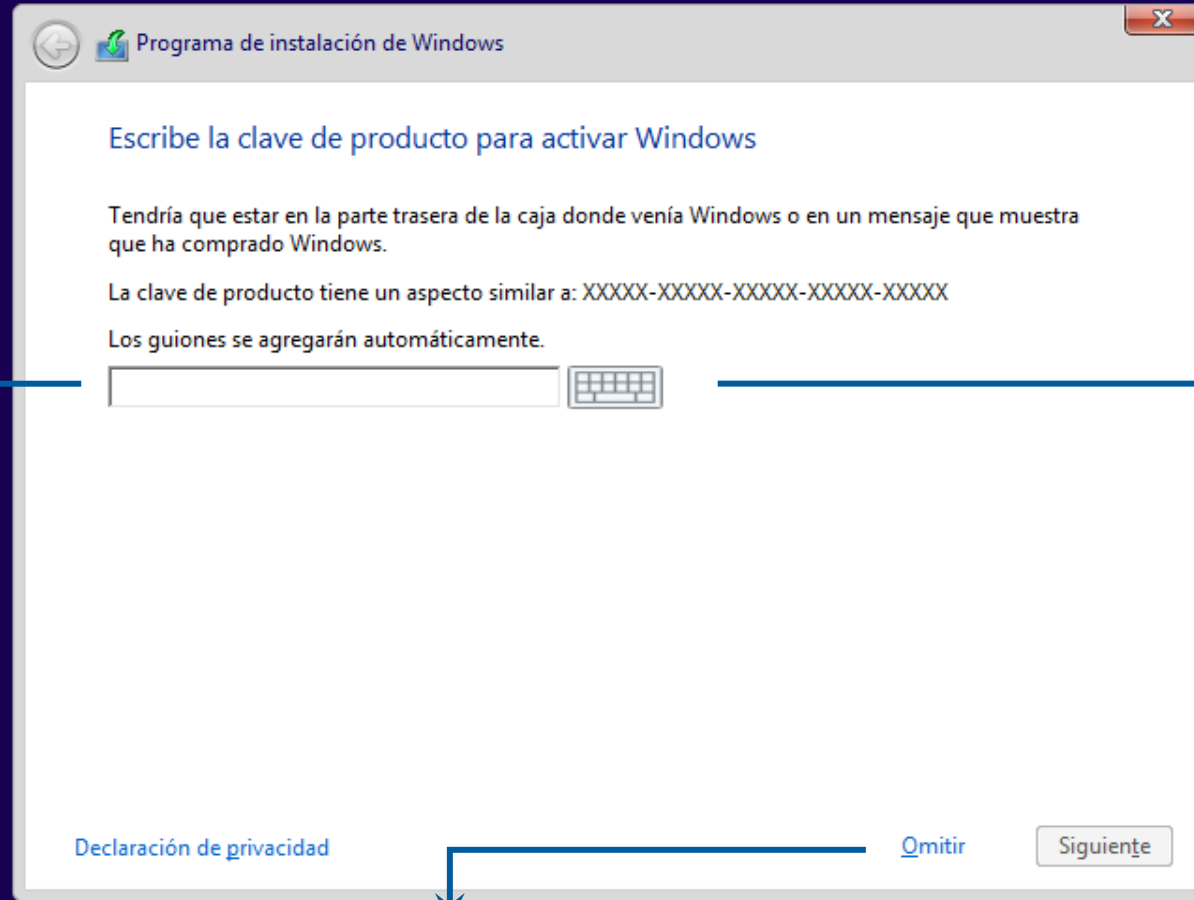 Programa de instalación de Windows
Escribe la clave de producto para activar Windows
Tendría que estar en la parte trasera de la caja donde venía Windows o en un mensaje que muestra
que ha comprado Windows.
La clave de producto tiene un aspecto similar a: XXXXX-XXXXX-XXXXX-XXXXX-XXXXX
Los guiones se agregarán automáticamente.
Declaración de privacidad
Omitir
Siguiente